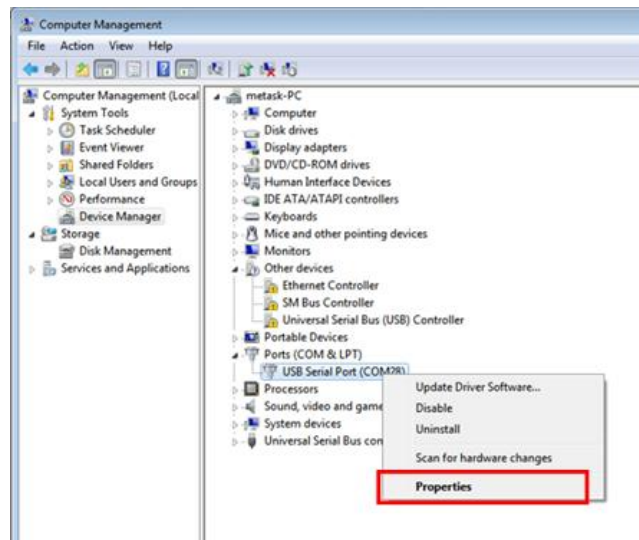 Computer Management
File Action View Help
Computer Management (Local
System Tools
Task Scheduler
Event Viewer
Shared Folders
Local Users and Groups
Performance
Device Manager
Storage
Disk Management
Services and Applications
metask-PC
Computer
Disk drives
Display adapters
DVD/CD-ROM drives
Human Interface Devices
IDE ATA/ATAPI controllers
Keyboards
Mice and other pointing devices
Monitors
Other devices
Ethernet Controller
SM Bus Controller
Universal Serial Bus (USB) Controller
Portable Devices
Ports (COM & LPT)
USB Serial Port (COM28)
Processors
Sound, video and game
System devices
Universal Serial Bus con
Update Driver Software...
Disable
Uninstall
Scan for hardware changes
Properties